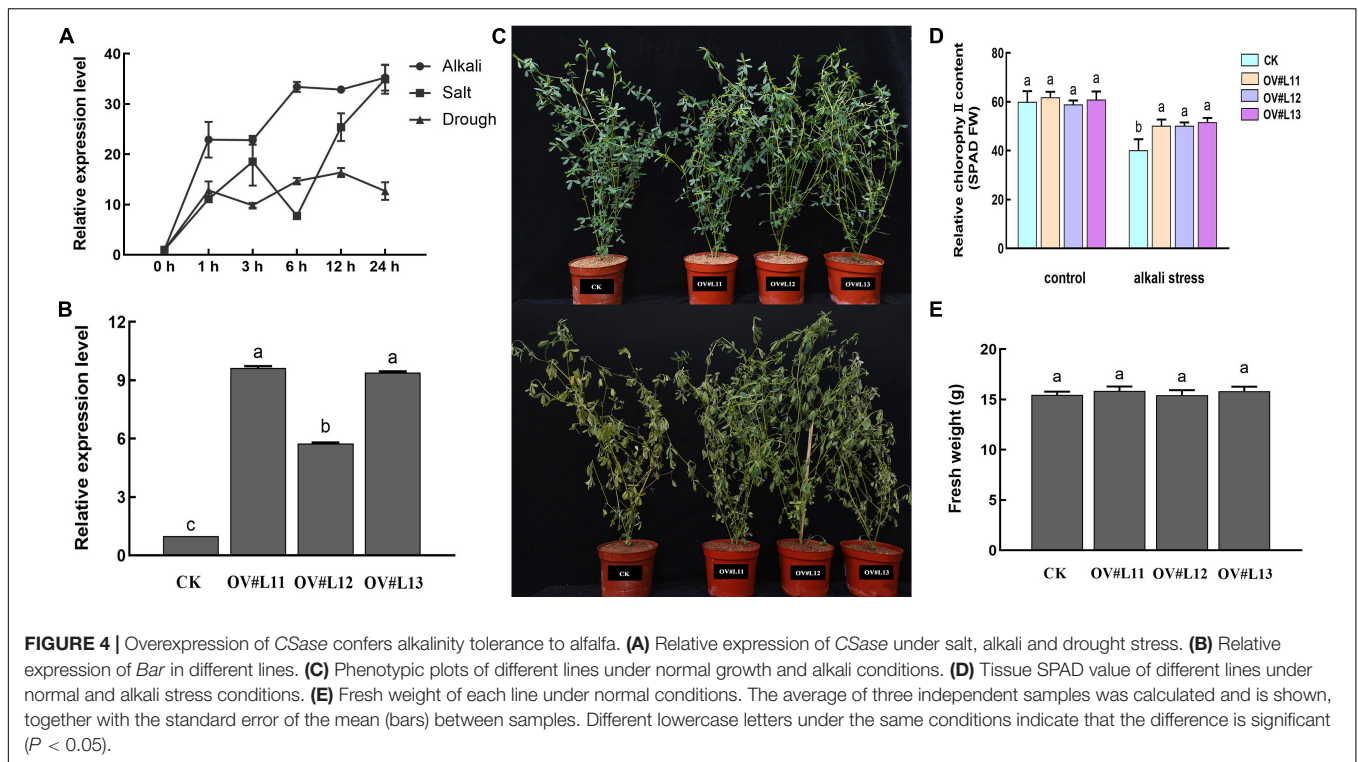 A
Relative expression level
40
30
20
10
0
0 h 1 h 3 h 6 h 12 h 24 h
Alkali
Salt
Drough
B
Relative expression level
12
9
6
3
0
c
a
b
a
CK OV#L11 OV#L12 OV#L13
C
CK OV#L11 OV#L12 OV#L13
CK OV#L11 OV#L12 OV#L13
D
Relative chlorophy II content
(SPAD FW)
80
60
40
20
0
a a a a
b a a a
control alkali stress
CK
OV#L11
OV#L12
OV#L13
E
Fresh weight (g)
20
15
10
5
0
a a a a
CK OV#L11 OV#L12 OV#L13
FIGURE 4 | Overexpression of CSase confers alkalinity tolerance to alfalfa. (A) Relative expression of CSase under salt, alkali and drought stress. (B) Relative
expression of Bar in different lines. (C) Phenotypic plots of different lines under normal growth and alkali conditions. (D) Tissue SPAD value of different lines under
normal and alkali stress conditions. (E) Fresh weight of each line under normal conditions. The average of three independent samples was calculated and is shown,
together with the standard error of the mean (bars) between samples. Different lowercase letters under the same conditions indicate that the difference is significant
(P < 0.05).